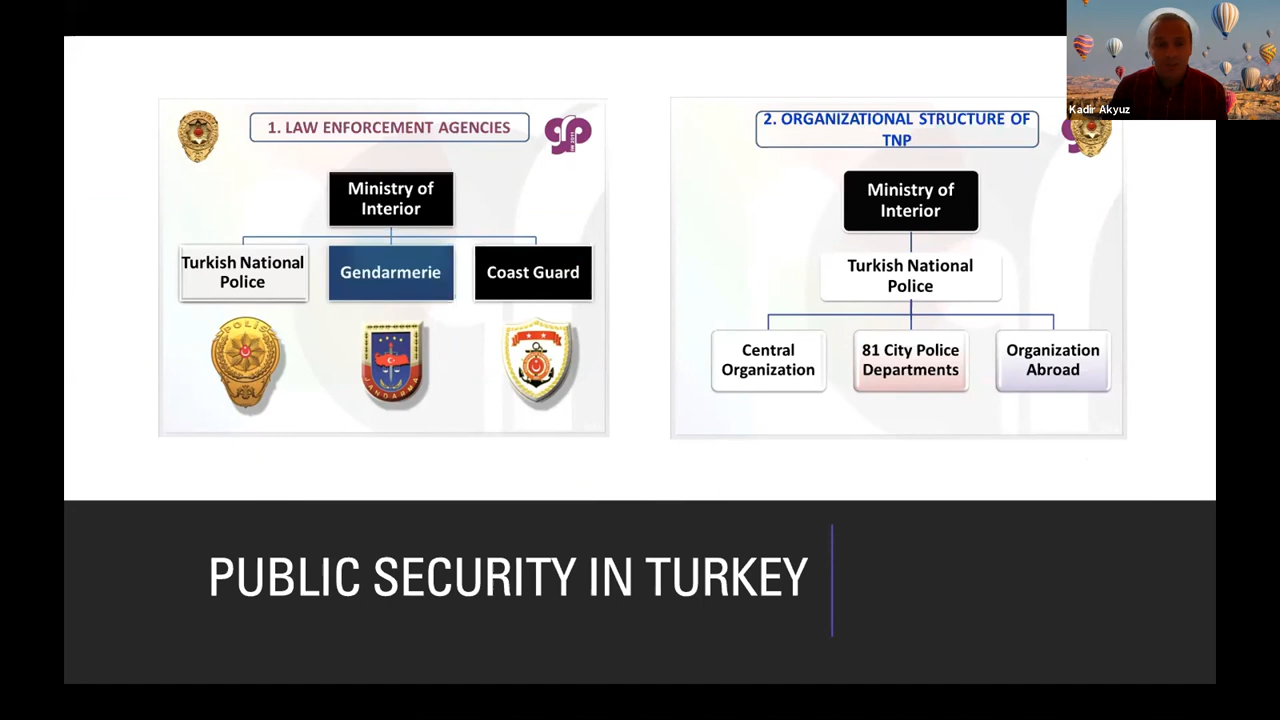 Kadir Akyuz
1. LAW ENFORCEMENT AGENCIES
Ministry of
Interior
Turkish National
Police
Gendarmerie
Coast Guard
POLİS
JANDARMA
2. ORGANIZATIONAL STRUCTURE OF
TNP
Ministry of
Interior
Turkish National
Police
Central
Organization
81 City Police
Departments
Organization
Abroad
PUBLIC SECURITY IN TURKEY